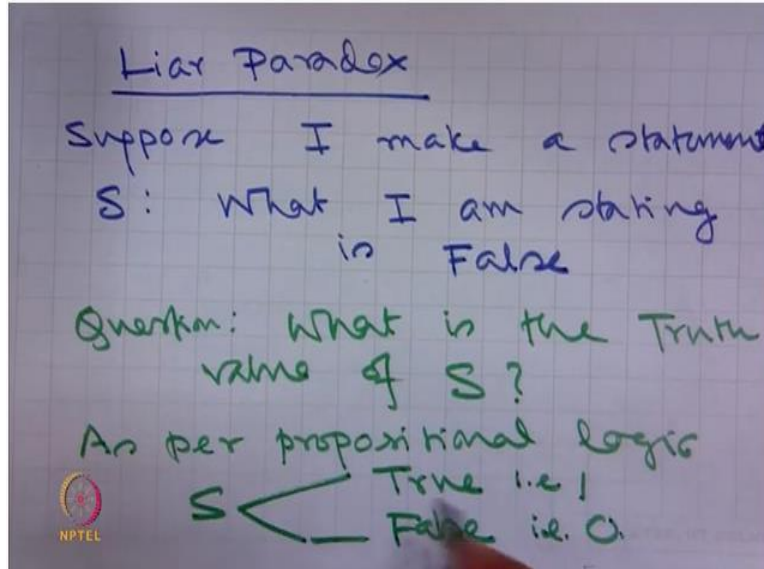 Liar Paradox
Suppose I make a statement
S: What I am stating
is False
Question: What is the Truth
value of S?
As per propositional logic
S True i.e 1
False i.e. 0.
NPTEL